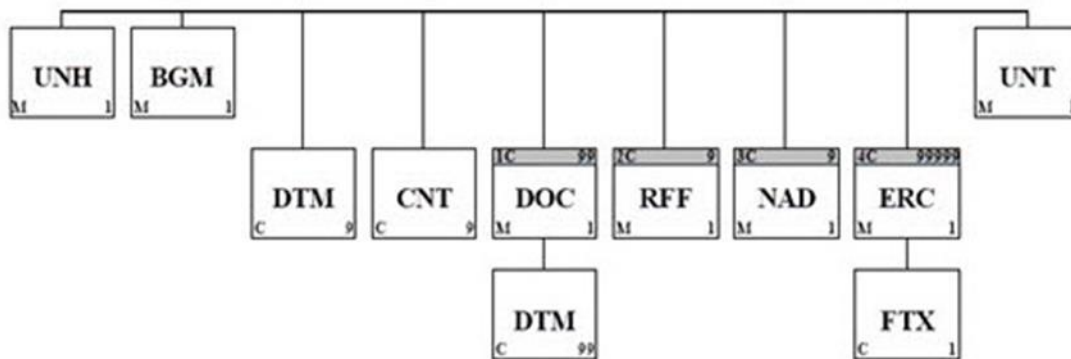 UNH BGM UNT
M 1 M 1 M 1
1C 99 2C 9 3C 9 4C 99999
DTM CNT DOC RFF NAD ERC
C 9 C 9 M 1 M 1 M 1 M 1
DTM FTX
C 99 C 1